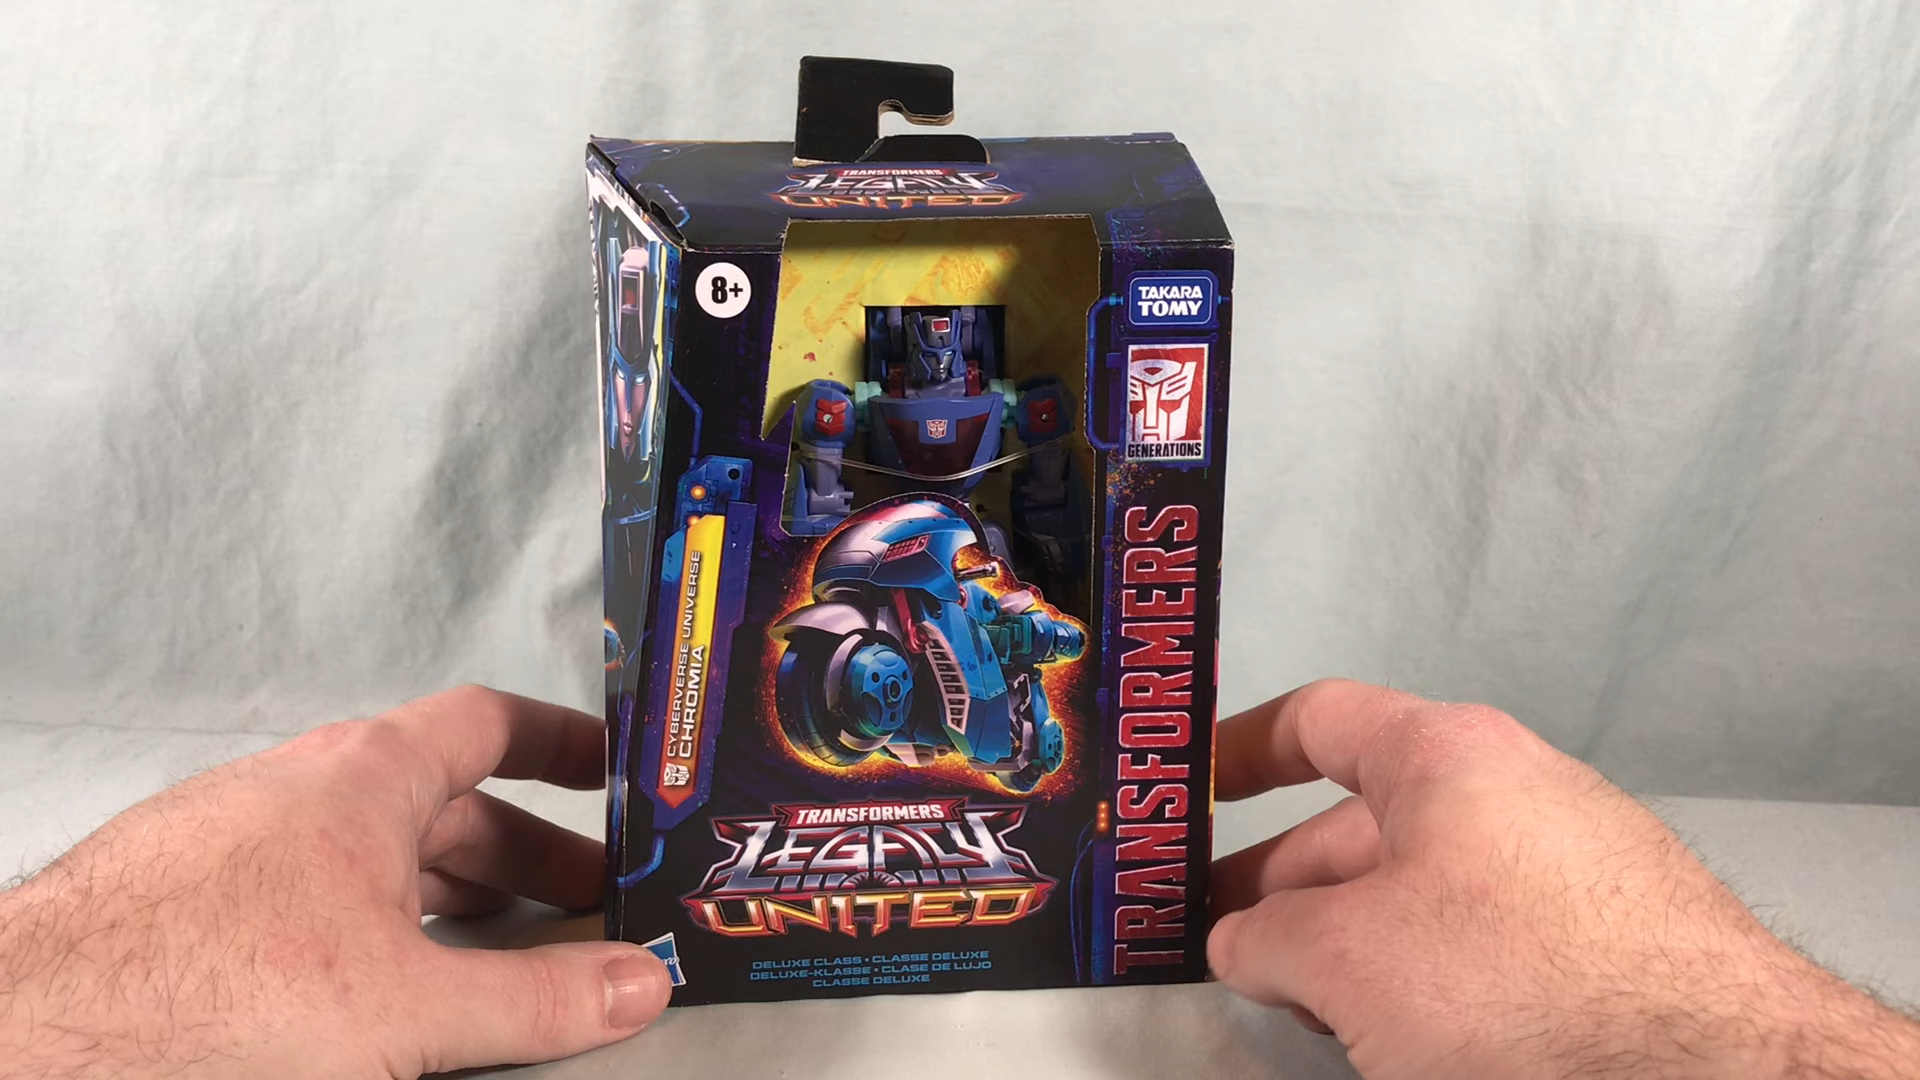 TRANSFORMERS
LEGACY
UNITED
8+
TAKARA
TOMY
GENERATIONS
TRANSFORMERS
CYBERVERSE UNIVERSE
CHROMIA
TRANSFORMERS
LEGACY
UNITED
DELUXE CLASS • CLASSE DELUXE
DELUXE-KLASSE • CLASE DE LUJO
CLASSE DELUXE